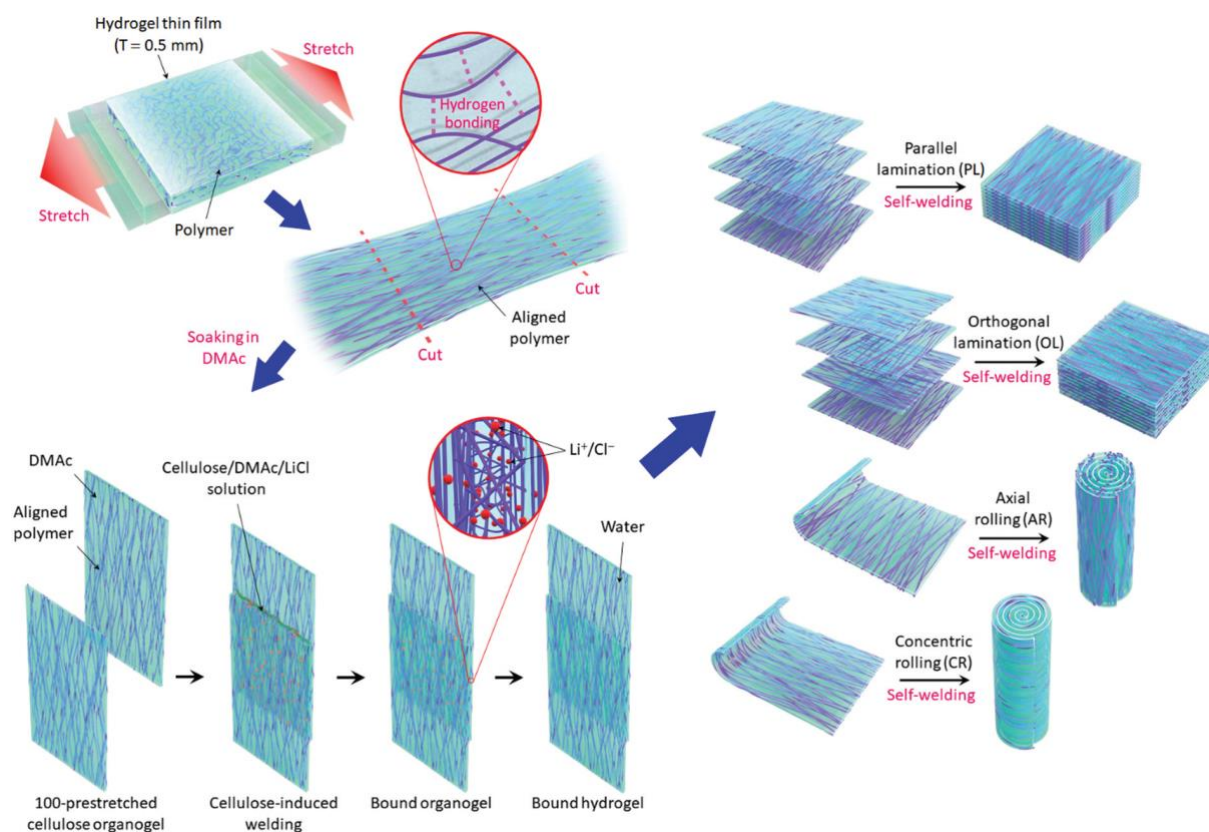 Hydrogel thin film
(T = 0.5 mm)
Stretch
Stretch
Polymer
Hydrogen
bonding
Cut
Cut
Aligned
polymer
Soaking in
DMAc
DMAc
Aligned
polymer
Cellulose/DMAc/LiCl
solution
Li⁺/Cl⁻
Water
100-prestretched
cellulose organogel
Cellulose-induced
welding
Bound organogel
Bound hydrogel
Parallel
lamination (PL)
Self-welding
Orthogonal
lamination (OL)
Self-welding
Axial
rolling (AR)
Self-welding
Concentric
rolling (CR)
Self-welding